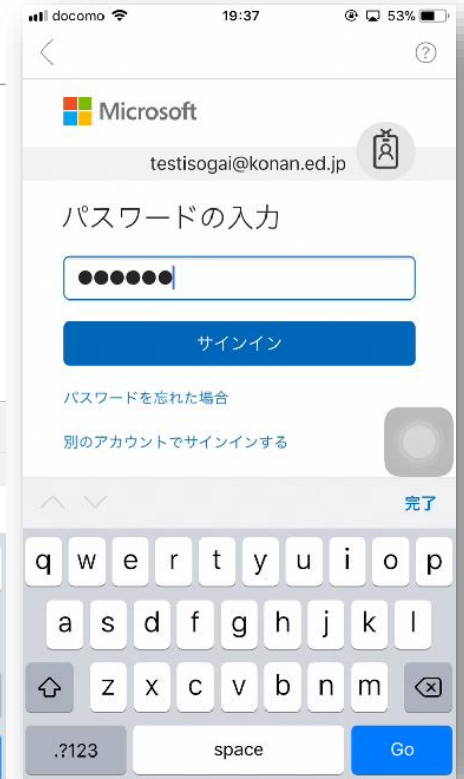 docomo 19:37 53%
?
Microsoft
testisogai@konan.ed.jp
パスワードの入力
●●●●●●
サインイン
パスワードを忘れた場合
別のアカウントでサインインする
完了
q w e r t y u i o p
a s d f g h j k l
z x c v b n m
.?123 space Go